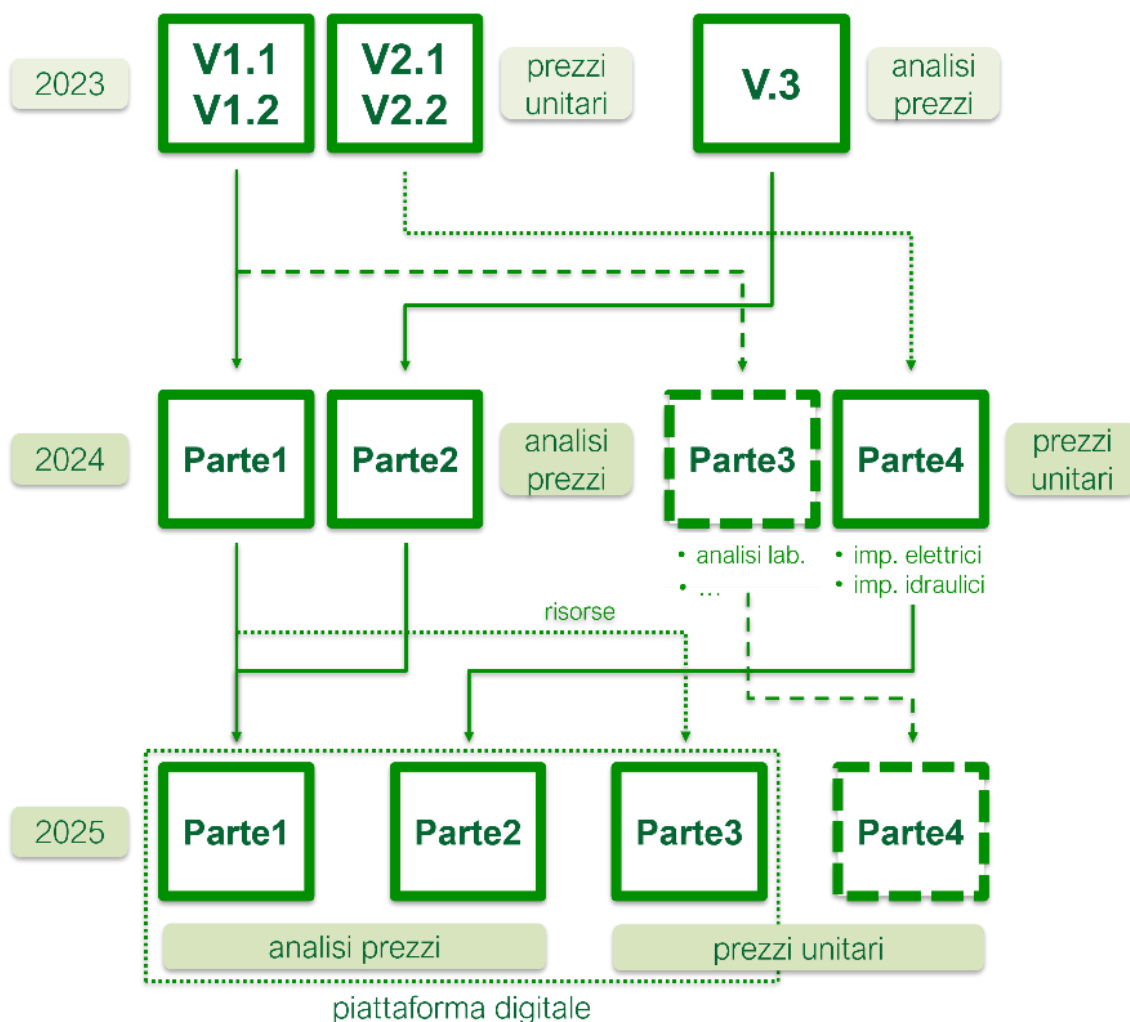 2023
V1.1
V1.2
V2.1
V2.2
prezzi
unitari
V.3
analisi
prezzi
2024
Parte1
Parte2
analisi
prezzi
Parte3
Parte4
prezzi
unitari
• analisi lab.
• ...
• imp. elettrici
• imp. idraulici
risorse
2025
Parte1
Parte2
Parte3
Parte4
analisi prezzi
prezzi unitari
piattaforma digitale